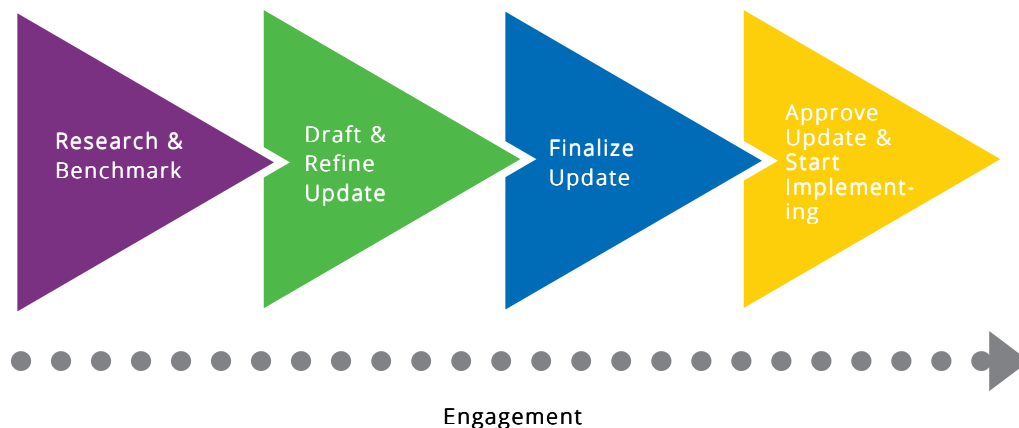 Research &
Benchmark
Draft &
Refine
Update
Finalize
Update
Approve
Update &
Start
Implement-
ing
Engagement